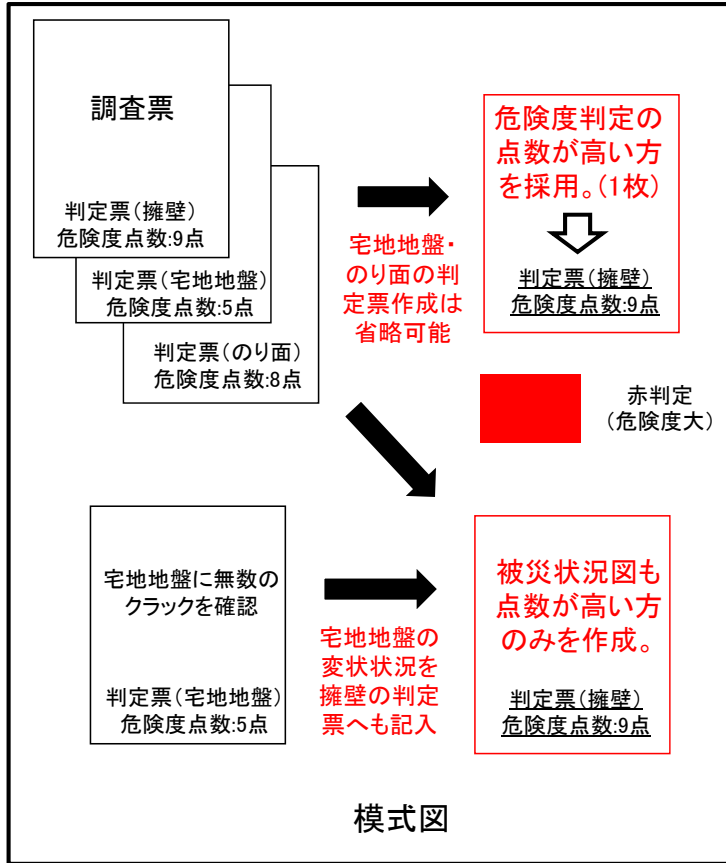 調査票
判定票(擁壁)
危険度点数:9点
判定票(宅地地盤)
危険度点数:5点
判定票(のり面)
危険度点数:8点
宅地地盤・
のり面の判
定票作成は
省略可能
危険度判定の
点数が高い方
を採用。(1枚)
判定票(擁壁)
危険度点数:9点
赤判定
(危険度大)
宅地地盤に無数の
クラックを確認
判定票(宅地地盤)
危険度点数:5点
宅地地盤の
変状状況を
擁壁の判定
票へも記入
被災状況図も
点数が高い方
のみを作成。
判定票(擁壁)
危険度点数:9点
模式図